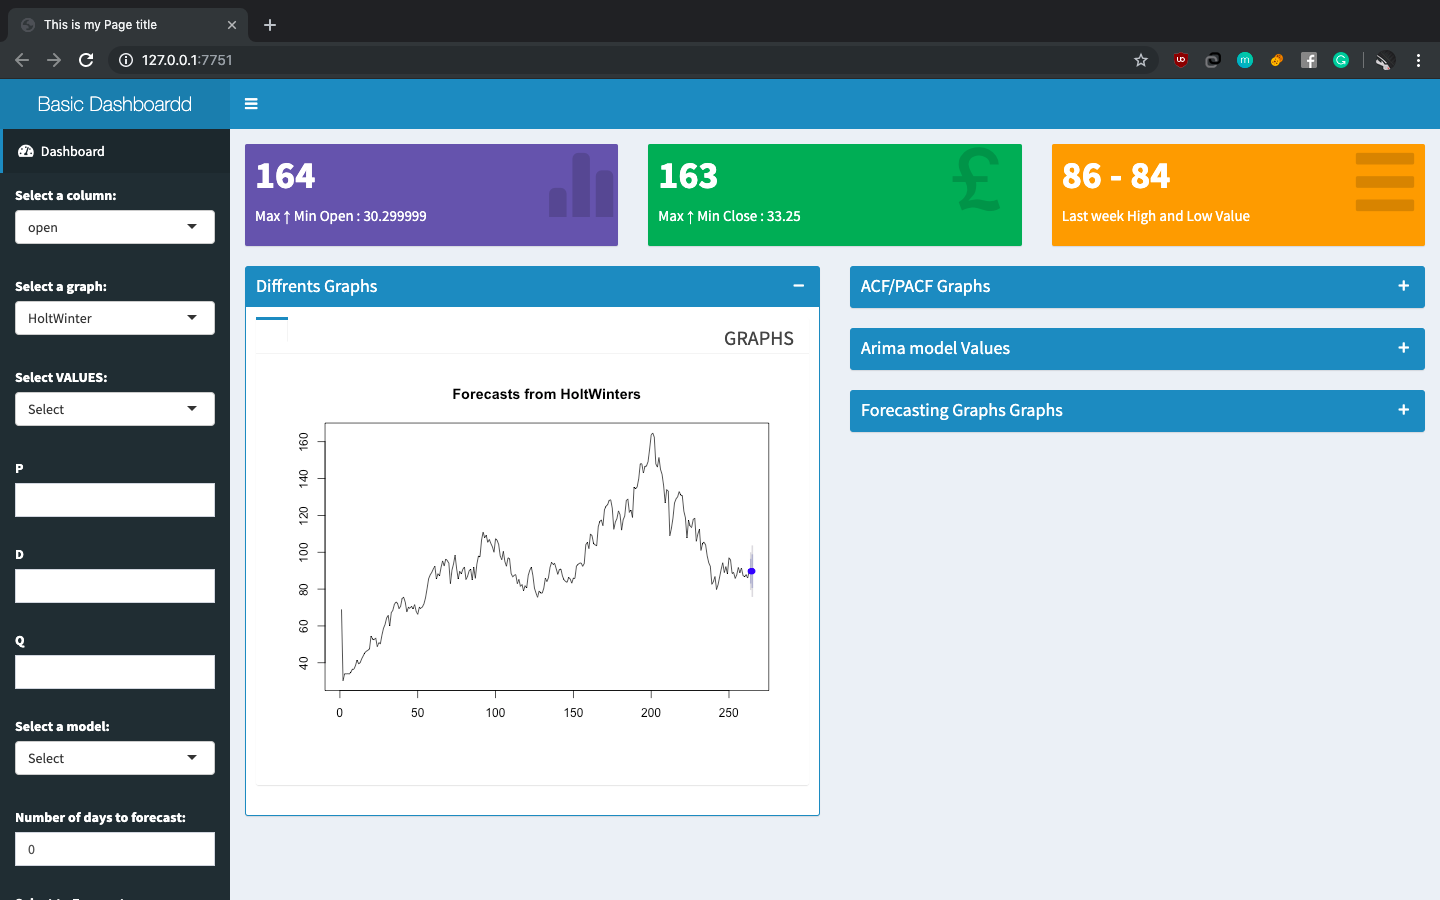 This is my Page title
127.0.0.1:7751
Basic Dashboardd
Dashboard
Select a column:
open
Select a graph:
HoltWinter
Select VALUES:
Select
P
D
Q
Select a model:
Select
Number of days to forecast:
0
164
Max ↑ Min Open : 30.299999
163
Max ↑ Min Close : 33.25
£
86 - 84
Last week High and Low Value
Diffrents Graphs
GRAPHS
Forecasts from HoltWinters
160
140
120
100
80
60
40
0 50 100 150 200 250
ACF/PACF Graphs
Arima model Values
Forecasting Graphs Graphs